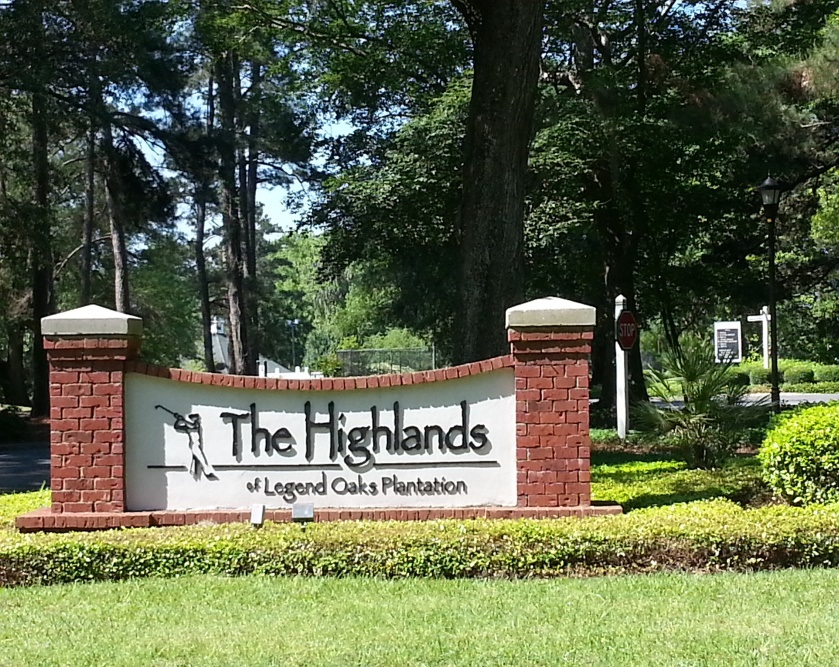 The Highlands
of Legend Oaks Plantation
STOP